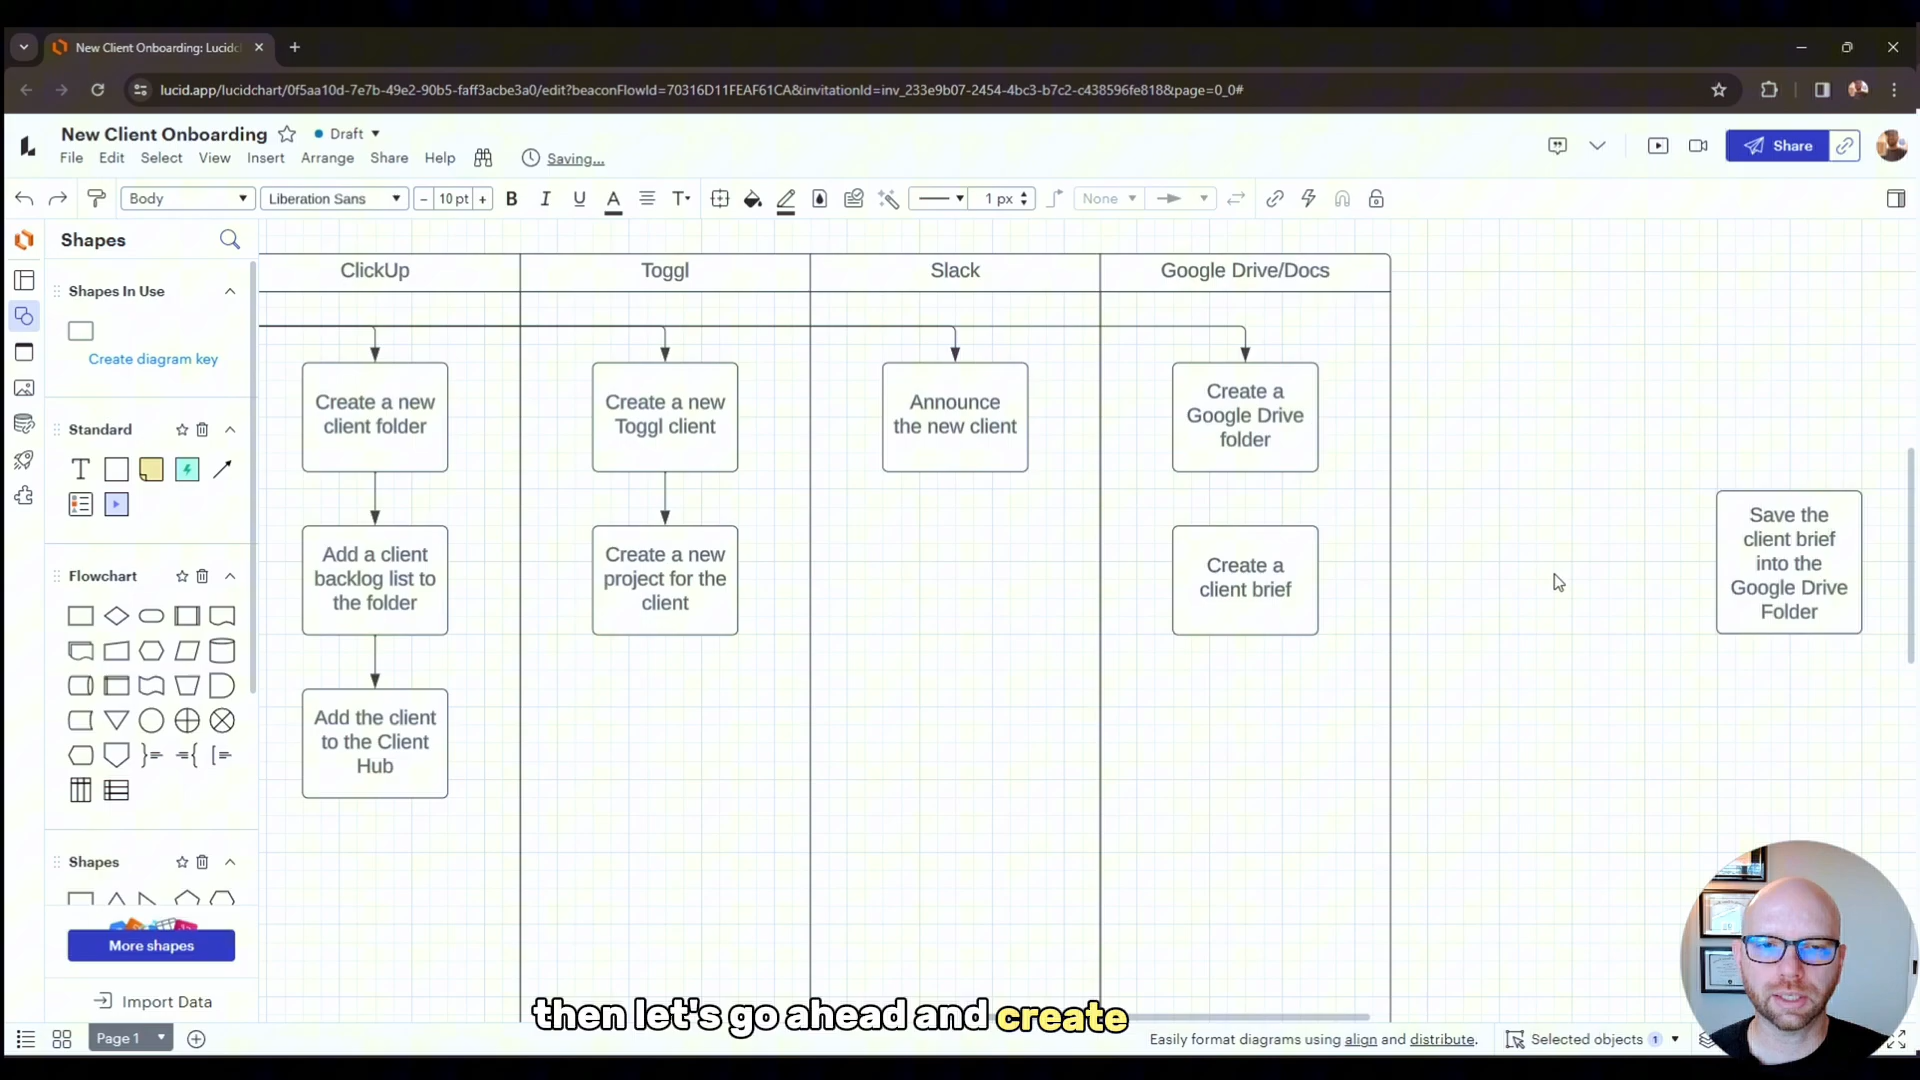 New Client Onboarding: Lucidc
lucid.app/lucidchart/0f5aa10d-7e7b-49e2-90b5-faff3acbe3a0/edit?beaconFlowId=70316D11FEAF61CA&invitationId=inv_233e9b07-2454-4bc3-b7c2-c438596fe818&page=0_0#
New Client Onboarding
Draft
File Edit Select View Insert Arrange Share Help
Saving...
Share
Body
Liberation Sans
- 10 pt +
B I U A T
1 px
None
Shapes
Shapes In Use
Create diagram key
Standard
T
Flowchart
Shapes
More shapes
Import Data
ClickUp
Toggl
Slack
Google Drive/Docs
Create a new
client folder
Create a new
Toggl client
Announce
the new client
Create a
Google Drive
folder
Add a client
backlog list to
the folder
Create a new
project for the
client
Create a
client brief
Save the
client brief
into the
Google Drive
Folder
Add the client
to the Client
Hub
then let's go ahead and create
Page 1
Easily format diagrams using align and distribute.
Selected objects 1